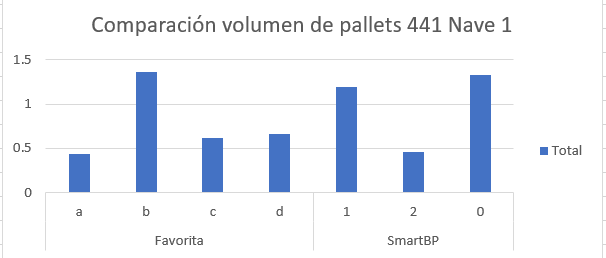 Comparación volumen de pallets 441 Nave 1
1.5
1
0.5
0
a b c d 1 2 0
Favorita SmartBP
Total